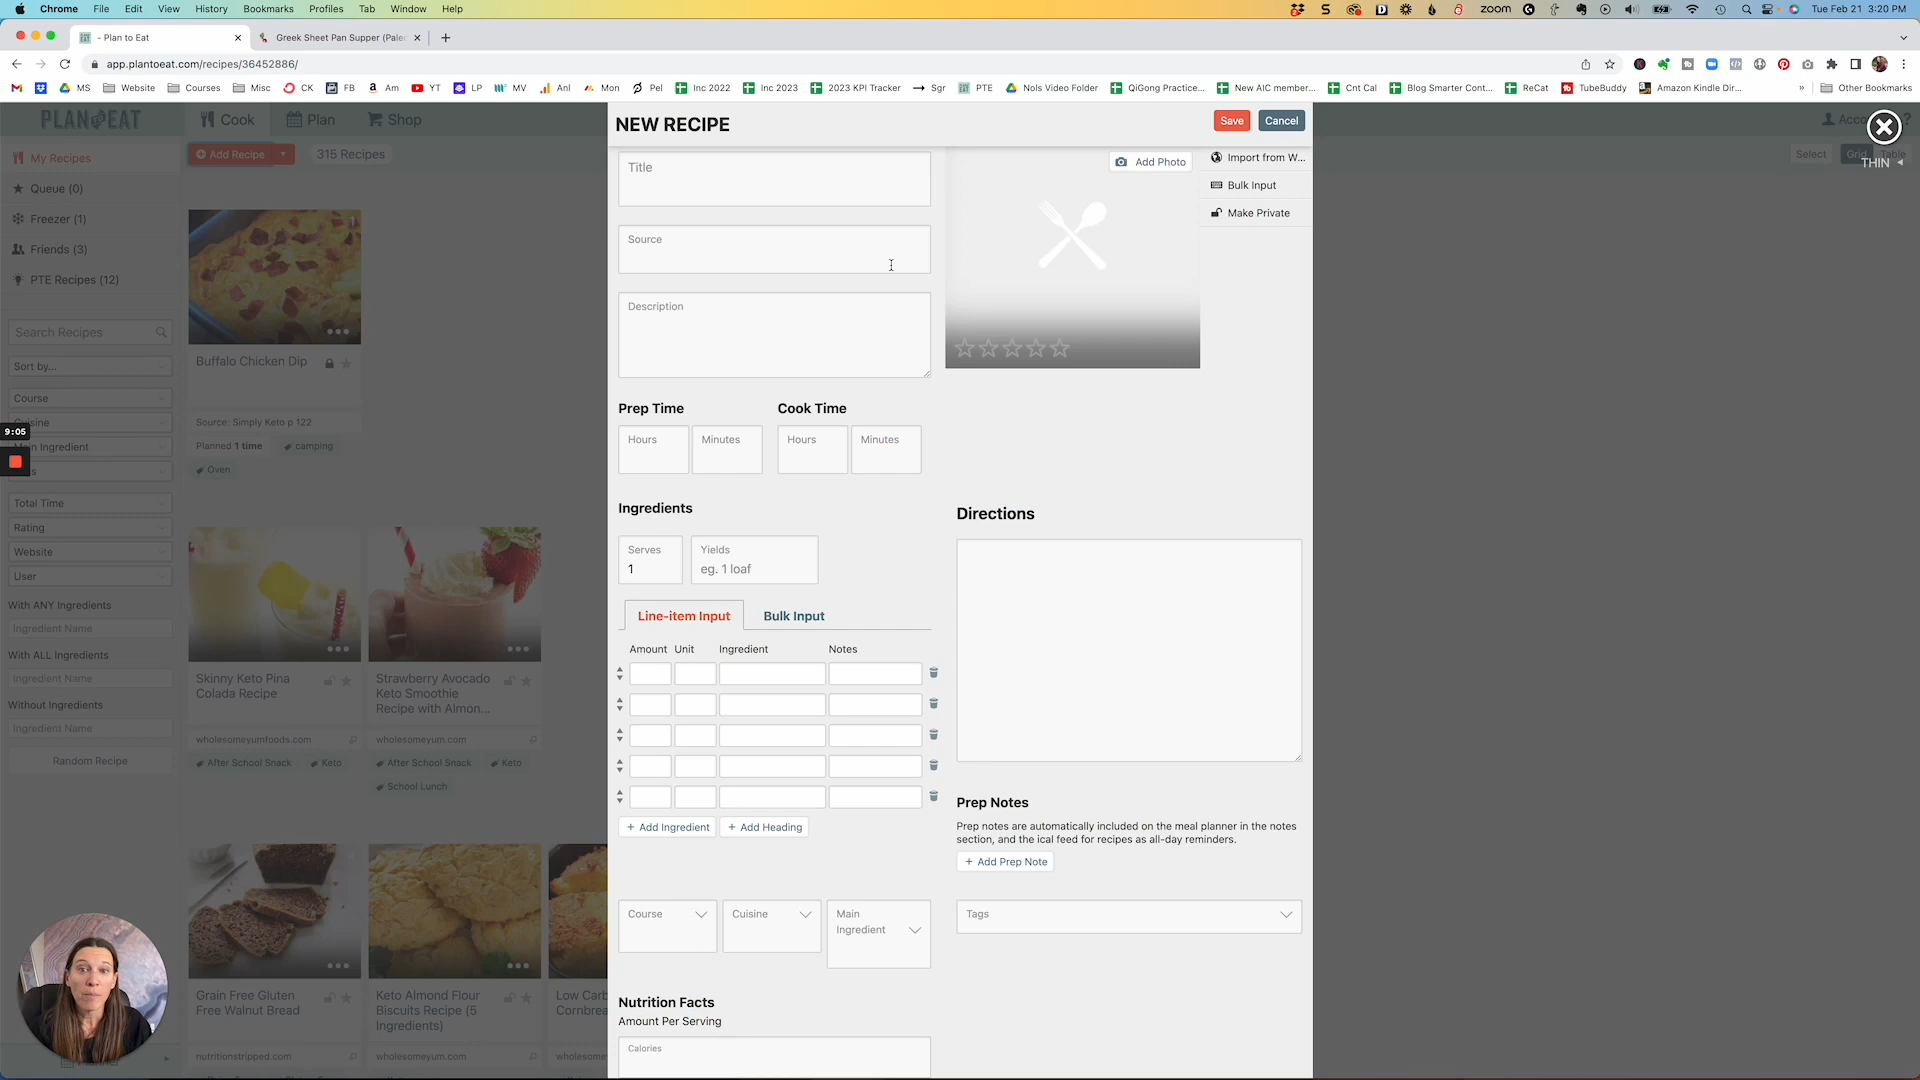 Chrome File Edit View History Bookmarks Profiles Tab Window Help
zoom
Tue Feb 21 3:20 PM
- Plan to Eat
Greek Sheet Pan Supper (Paleo
app.plantoeat.com/recipes/36452886/
MS Website Courses Misc CK FB Am YT LP MV Anl Mon Pel Inc 2022 Inc 2023 2023 KPI Tracker Sgr PTE Nols Video Folder QiGong Practice... New AIC member... Cnt Cal Blog Smarter Cont... ReCat TubeBuddy Amazon Kindle Dir... » Other Bookmarks
PLAN TO EAT
Cook
Plan
Shop
Acco
?
THIN
My Recipes
Add Recipe
315 Recipes
Select
Grid
Table
Queue (0)
Freezer (1)
Friends (3)
PTE Recipes (12)
Search Recipes
Sort by...
Course
isine
n Ingredient
s
Total Time
Rating
Website
User
With ANY Ingredients
Ingredient Name
With ALL Ingredients
Ingredient Name
Without Ingredients
Ingredient Name
Random Recipe
9:05
Buffalo Chicken Dip
Source: Simply Keto p 122
Planned 1 time
camping
Oven
Skinny Keto Pina
Colada Recipe
wholesomeyumfoods.com
After School Snack
Keto
Strawberry Avocado
Keto Smoothie
Recipe with Almon...
wholesomeyum.com
After School Snack
Keto
School Lunch
Grain Free Gluten
Free Walnut Bread
nutritionstripped.com
Keto Almond Flour
Biscuits Recipe (5
Ingredients)
wholesomeyum.com
Low Carb
Cornbrea
wholesome
NEW RECIPE
Save
Cancel
Title
Add Photo
Import from W...
Bulk Input
Make Private
Source
Description
Prep Time
Cook Time
Hours
Minutes
Hours
Minutes
Ingredients
Serves
1
Yields
eg. 1 loaf
Line-item Input
Bulk Input
Amount Unit Ingredient Notes
+ Add Ingredient
+ Add Heading
Directions
Prep Notes
Prep notes are automatically included on the meal planner in the notes
section, and the ical feed for recipes as all-day reminders.
+ Add Prep Note
Course
Cuisine
Main
Ingredient
Tags
Nutrition Facts
Amount Per Serving
Calories